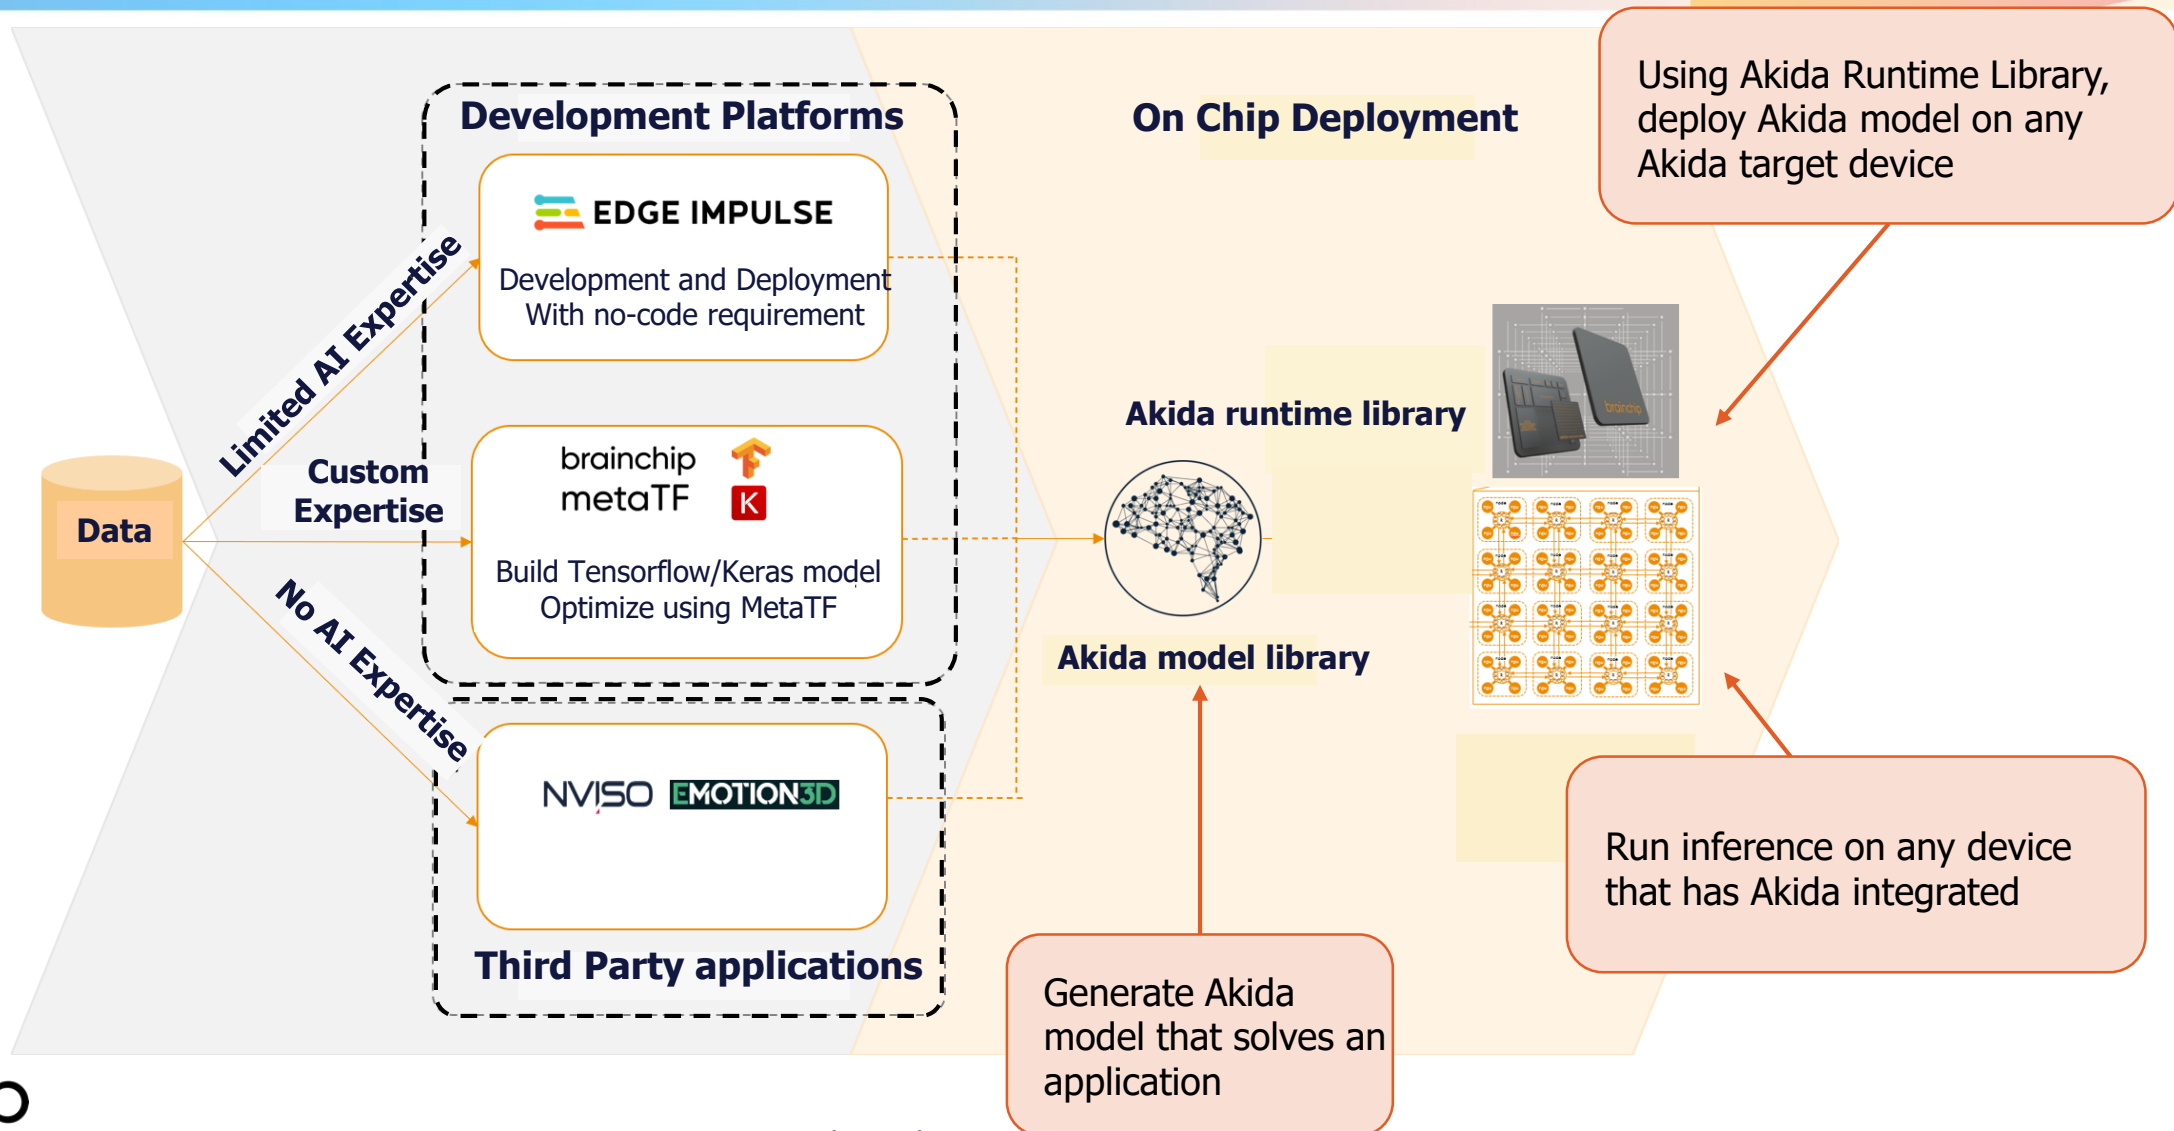 Development Platforms
EDGE IMPULSE
Development and Deployment
With no-code requirement
Limited AI Expertise
Custom
Expertise
No AI Expertise
Data
brainchip
metaTF
K
Build Tensorflow/Keras model
Optimize using MetaTF
NVISO EMOTION3D
Third Party applications
On Chip Deployment
Akida runtime library
Akida model library
brainchip
Using Akida Runtime Library,
deploy Akida model on any
Akida target device
Run inference on any device
that has Akida integrated
Generate Akida
model that solves an
application